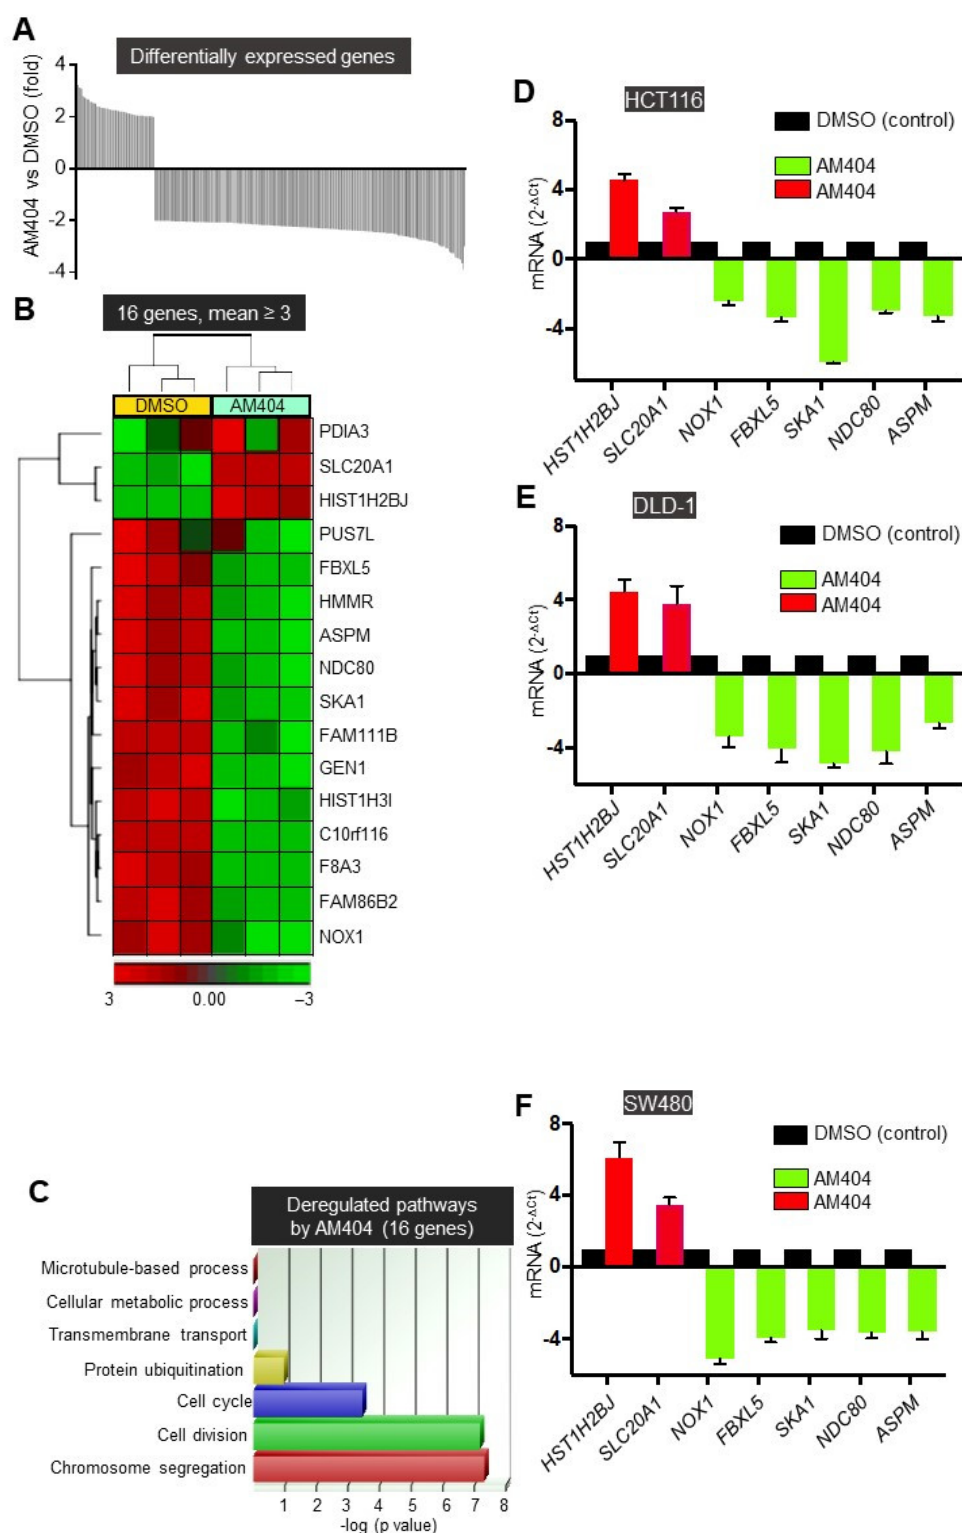 A
Differentially expressed genes
AM404 vs DMSO (fold)
4
2
0
-2
-4
B
16 genes, mean ≥ 3
DMSO
AM404
PDIA3
SLC20A1
HIST1H2BJ
PUS7L
FBXL5
HMMR
ASPM
NDC80
SKA1
FAM111B
GEN1
HIST1H3I
C10rf116
F8A3
FAM86B2
NOX1
3
0.00
–3
C
Deregulated pathways
by AM404 (16 genes)
Microtubule-based process
Cellular metabolic process
Transmembrane transport
Protein ubiquitination
Cell cycle
Cell division
Chromosome segregation
1 2 3 4 5 6 7 8
-log (p value)
D
HCT116
DMSO (control)
AM404
AM404
mRNA (2-ΔCt)
8
4
0
-4
HST1H2BJ
SLC20A1
NOX1
FBXL5
SKA1
NDC80
ASPM
E
DLD-1
DMSO (control)
AM404
AM404
mRNA (2-ΔCt)
8
4
0
-4
HST1H2BJ
SLC20A1
NOX1
FBXL5
SKA1
NDC80
ASPM
F
SW480
DMSO (control)
AM404
AM404
mRNA (2-ΔCt)
8
4
0
-4
HST1H2BJ
SLC20A1
NOX1
FBXL5
SKA1
NDC80
ASPM